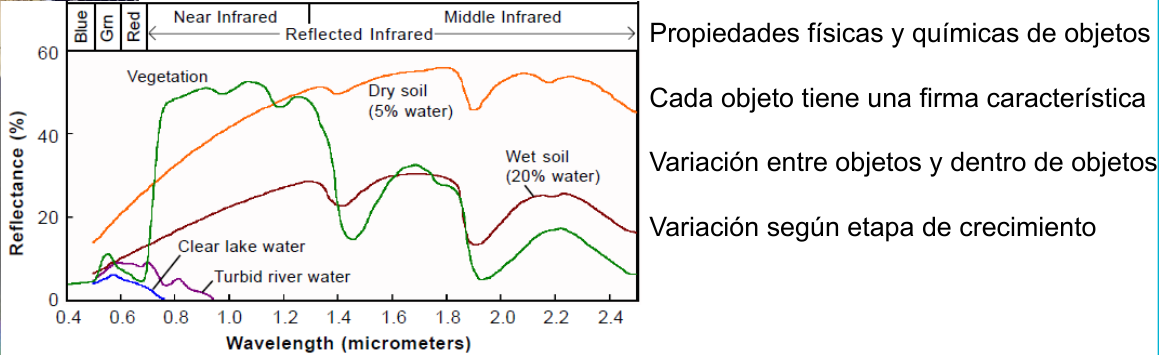 Blue
Grn
Red
Near Infrared
Middle Infrared
Reflected Infrared
60
40
20
0
Reflectance (%)
Vegetation
Dry soil
(5% water)
Wet soil
(20% water)
Clear lake water
Turbid river water
0.4 0.6 0.8 1.0 1.2 1.4 1.6 1.8 2.0 2.2 2.4
Wavelength (micrometers)
Propiedades físicas y químicas de objetos
Cada objeto tiene una firma característica
Variación entre objetos y dentro de objetos
Variación según etapa de crecimiento